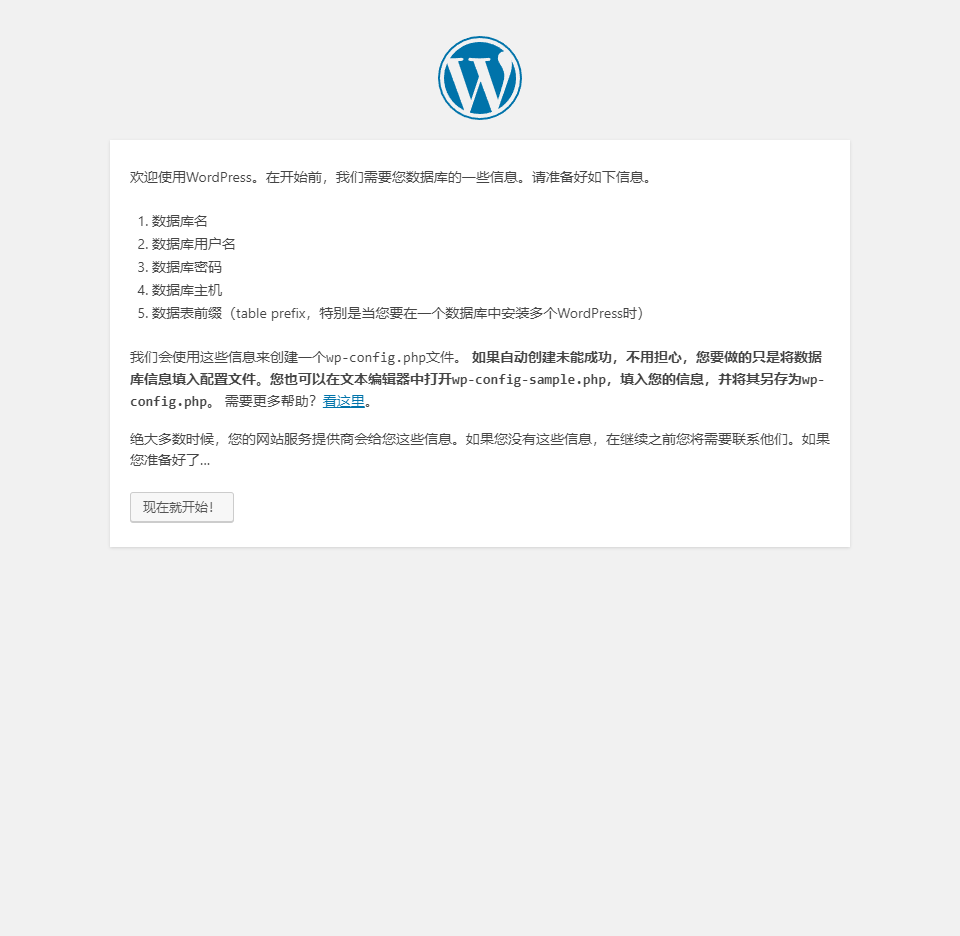 欢迎使用WordPress。在开始前，我们需要您数据库的一些信息。请准备好如下信息。
1. 数据库名
2. 数据库用户名
3. 数据库密码
4. 数据库主机
5. 数据表前缀（table prefix，特别是当您要在一个数据库中安装多个WordPress时）
我们会使用这些信息来创建一个wp-config.php文件。 如果自动创建未能成功，不用担心，您要做的只是将数据
库信息填入配置文件。您也可以在文本编辑器中打开wp-config-sample.php，填入您的信息，并将其另存为wp-
config.php。 需要更多帮助？看这里。
绝大多数时候，您的网站服务提供商会给您这些信息。如果您没有这些信息，在继续之前您将需要联系他们。如果
您准备好了…
现在就开始！